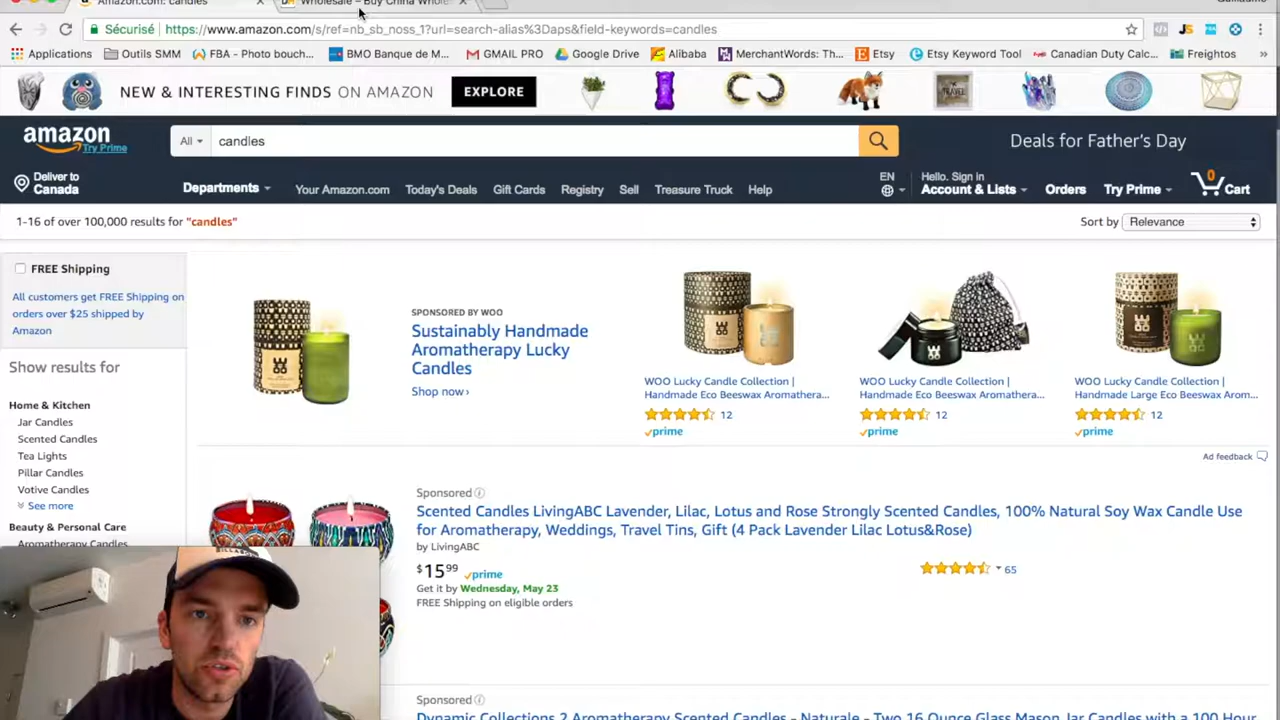 Amazon.com: candles
Wholesale – Buy China Whole
Guillaume
Sécurisé
https://www.amazon.com/s/ref=nb_sb_noss_1?url=search-alias%3Daps&field-keywords=candles
Applications
Outils SMM
FBA - Photo bouch...
BMO Banque de M...
GMAIL PRO
Google Drive
Alibaba
MerchantWords: Th...
Etsy
Etsy Keyword Tool
Canadian Duty Calc...
Freightos
NEW & INTERESTING FINDS ON AMAZON
EXPLORE
TRAVEL
amazon
Try Prime
All
candles
Deals for Father's Day
Deliver to
Canada
Departments
Your Amazon.com
Today's Deals
Gift Cards
Registry
Sell
Treasure Truck
Help
EN
Hello. Sign in
Account & Lists
Orders
Try Prime
0
Cart
1-16 of over 100,000 results for "candles"
Sort by
Relevance
FREE Shipping
All customers get FREE Shipping on
orders over $25 shipped by
Amazon
Show results for
Home & Kitchen
Jar Candles
Scented Candles
Tea Lights
Pillar Candles
Votive Candles
See more
Beauty & Personal Care
Aromatherapy Candles
SPONSORED BY WOO
Sustainably Handmade
Aromatherapy Lucky
Candles
Shop now›
WOO Lucky Candle Collection |
Handmade Eco Beeswax Aromathera...
12
prime
WOO Lucky Candle Collection |
Handmade Eco Beeswax Aromathera...
12
prime
WOO Lucky Candle Collection |
Handmade Large Eco Beeswax Arom...
12
prime
Ad feedback
Sponsored
Scented Candles LivingABC Lavender, Lilac, Lotus and Rose Strongly Scented Candles, 100% Natural Soy Wax Candle Use
for Aromatherapy, Weddings, Travel Tins, Gift (4 Pack Lavender Lilac Lotus&Rose)
by LivingABC
$15 99
prime
Get it by Wednesday, May 23
FREE Shipping on eligible orders
65
BILLABONG
Sponsored
Dynamic Collections 2 Aromatherapy Scented Candles - Naturale - Two 16 Ounce Glass Mason Jar Candles with a 100 Hour